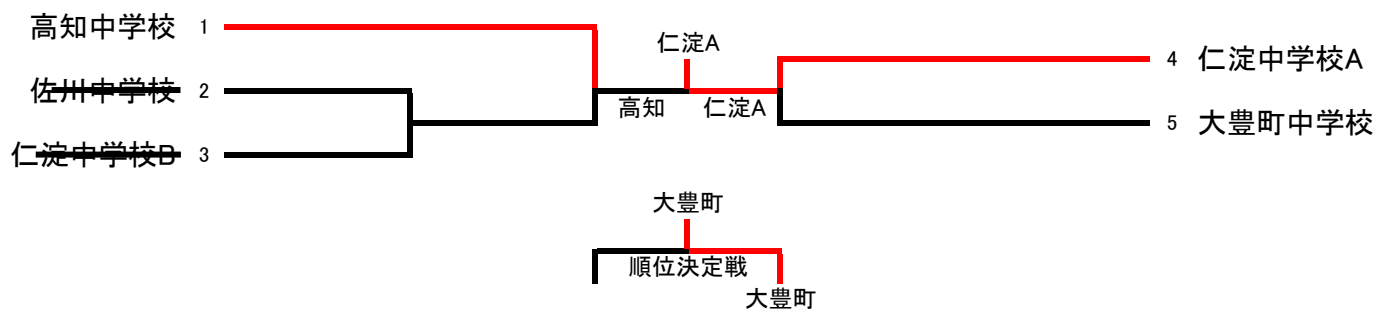 高知中学校 1
仁淀A
4 仁淀中学校A
佐川中学校 2
高知 仁淀A
5 大豊町中学校
仁淀中学校B 3
大豊町
順位決定戦
大豊町